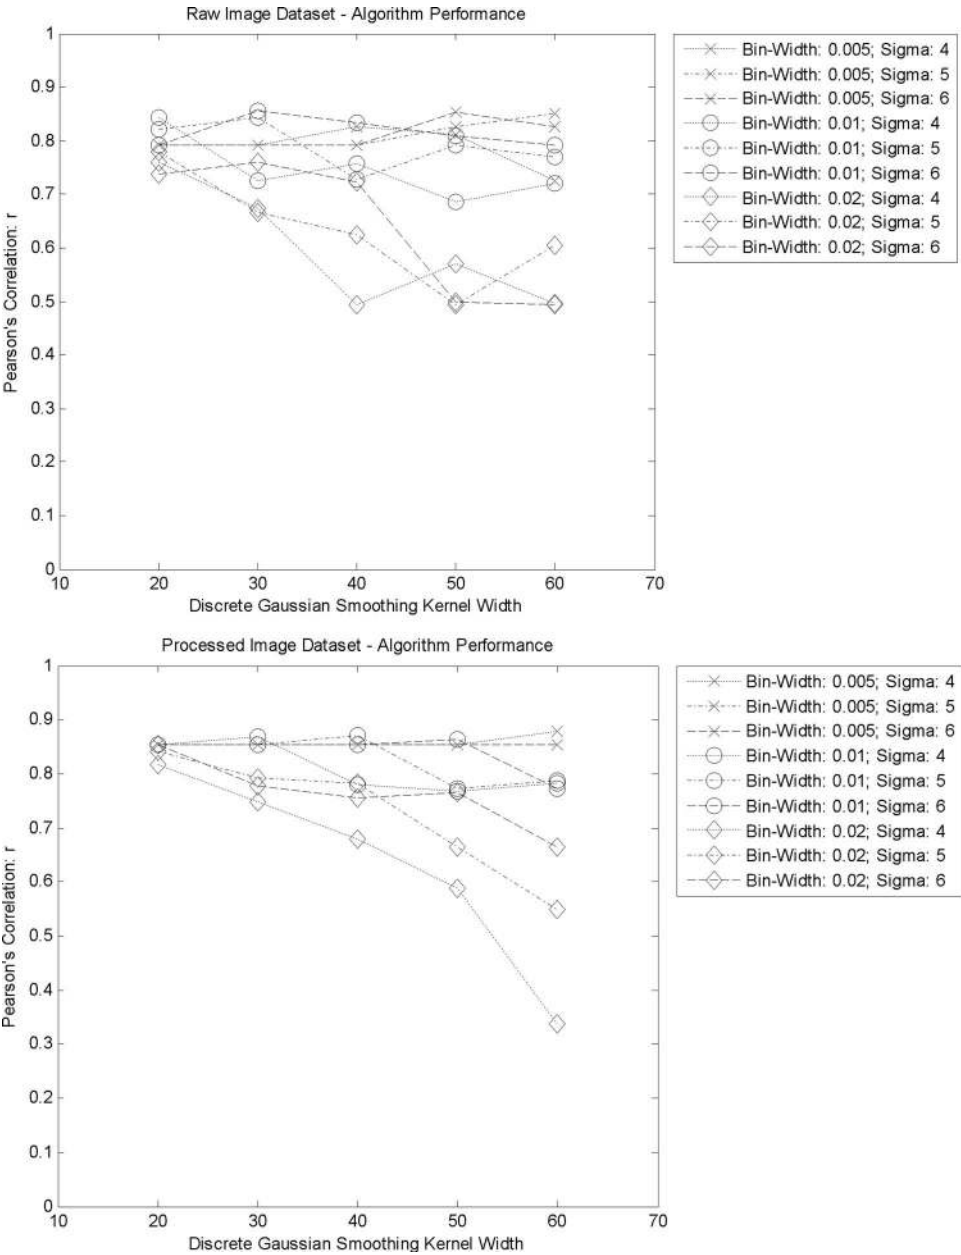 Raw Image Dataset - Algorithm Performance
1
0.9
0.8
0.7
0.6
0.5
0.4
0.3
0.2
0.1
0
Pearson's Correlation: r
10 20 30 40 50 60 70
Discrete Gaussian Smoothing Kernel Width
Bin-Width: 0.005; Sigma: 4
Bin-Width: 0.005; Sigma: 5
Bin-Width: 0.005; Sigma: 6
Bin-Width: 0.01; Sigma: 4
Bin-Width: 0.01; Sigma: 5
Bin-Width: 0.01; Sigma: 6
Bin-Width: 0.02; Sigma: 4
Bin-Width: 0.02; Sigma: 5
Bin-Width: 0.02; Sigma: 6
Processed Image Dataset - Algorithm Performance
1
0.9
0.8
0.7
0.6
0.5
0.4
0.3
0.2
0.1
0
Pearson's Correlation: r
10 20 30 40 50 60 70
Discrete Gaussian Smoothing Kernel Width
Bin-Width: 0.005; Sigma: 4
Bin-Width: 0.005; Sigma: 5
Bin-Width: 0.005; Sigma: 6
Bin-Width: 0.01; Sigma: 4
Bin-Width: 0.01; Sigma: 5
Bin-Width: 0.01; Sigma: 6
Bin-Width: 0.02; Sigma: 4
Bin-Width: 0.02; Sigma: 5
Bin-Width: 0.02; Sigma: 6